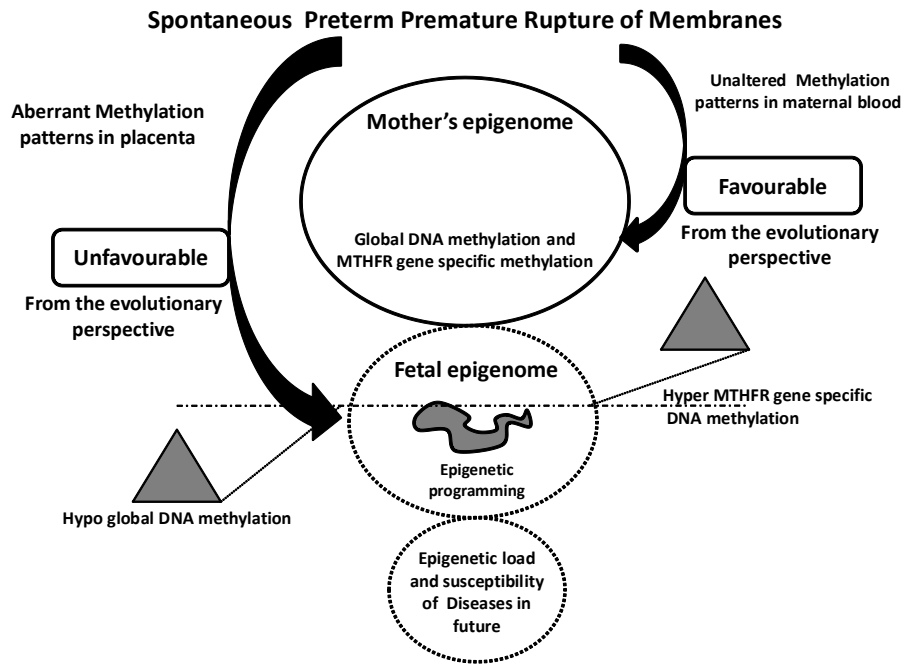 Spontaneous Preterm Premature Rupture of Membranes
Aberrant Methylation
patterns in placenta
Unaltered Methylation
patterns in maternal blood
Mother's epigenome
Favourable
Global DNA methylation and
MTHFR gene specific methylation
From the evolutionary
perspective
Unfavourable
From the evolutionary
perspective
Fetal epigenome
Hyper MTHFR gene specific
DNA methylation
Epigenetic
programming
Hypo global DNA methylation
Epigenetic load
and susceptibility
of Diseases in
future